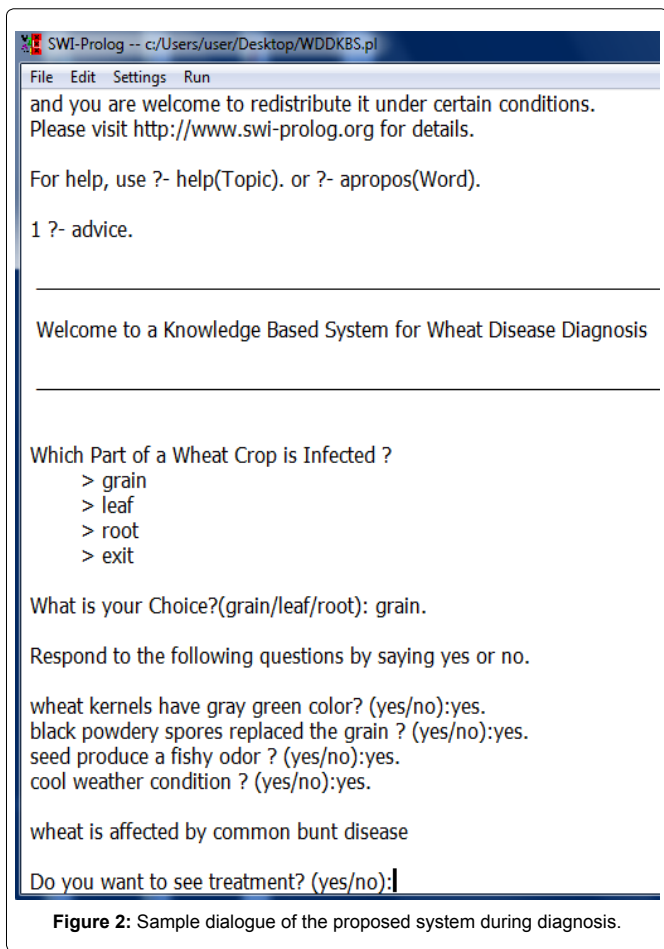 SWI-Prolog -- c:/Users/user/Desktop/WDDKBS.pl
File Edit Settings Run
and you are welcome to redistribute it under certain conditions.
Please visit http://www.swi-prolog.org for details.
For help, use ?- help(Topic). or ?- apropos(Word).
1 ?- advice.
Welcome to a Knowledge Based System for Wheat Disease Diagnosis
Which Part of a Wheat Crop is Infected ?
> grain
> leaf
> root
> exit
What is your Choice?(grain/leaf/root): grain.
Respond to the following questions by saying yes or no.
wheat kernels have gray green color? (yes/no):yes.
black powdery spores replaced the grain ? (yes/no):yes.
seed produce a fishy odor ? (yes/no):yes.
cool weather condition ? (yes/no):yes.
wheat is affected by common bunt disease
Do you want to see treatment? (yes/no):
Figure 2: Sample dialogue of the proposed system during diagnosis.